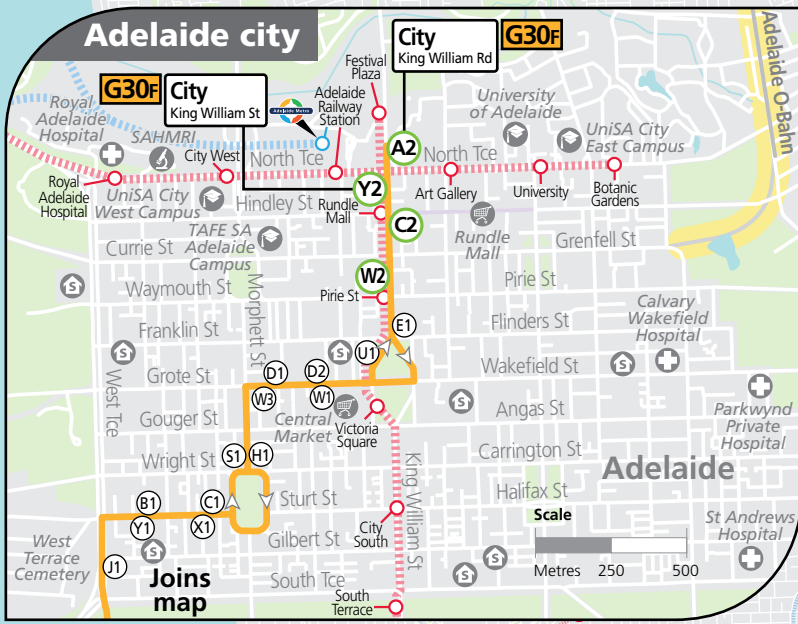 Adelaide city
City
King William Rd
G30F
G30F
City
King William St
Adelaide Metro
Festival
Plaza
Adelaide
Railway
Station
Adelaide O-Bahn
Royal
Adelaide
Hospital
SAHMRI
City West
North Tce
A2
North Tce
University
of Adelaide
UniSA City
East Campus
Royal
Adelaide
Hospital
UniSA City
West Campus
Hindley St
Y2
Rundle
Mall
C2
Art Gallery
University
Botanic
Gardens
Rundle
Mall
Grenfell St
Currie St
TAFE SA
Adelaide
Campus
W2
Pirie St
Pirie St
Waymouth St
Morphett St
Franklin St
E1
Flinders St
Calvary
Wakefield
Hospital
U1
Grote St
D1
D2
Wakefield St
West Tce
W3
W1
Gouger St
Central
Market
Victoria
Square
Angas St
Parkwynd
Private
Hospital
Wright St
S1
H1
King William St
Carrington St
Adelaide
Halifax St
B1
C1
Sturt St
Y1
X1
Gilbert St
City
South
Scale
Metres 250 500
St Andrews
Hospital
West
Terrace
Cemetery
J1
Joins
map
South Tce
South
Terrace